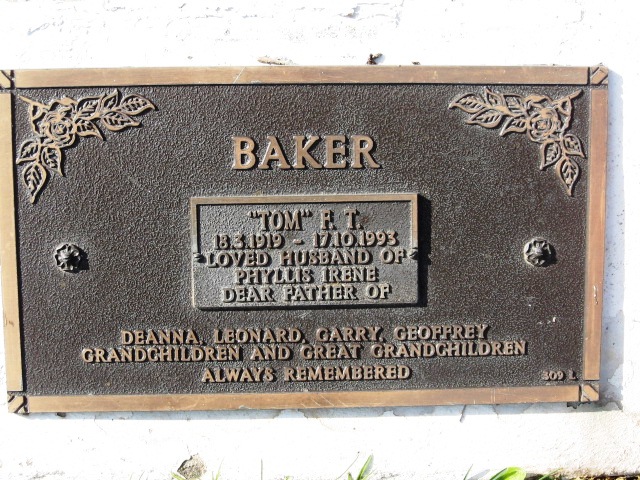 BAKER
"TOM" F. T.
18.3.1919 - 17.10.1993
LOVED HUSBAND OF
PHYLLIS IRENE
DEAR FATHER OF
DEANNA, LEONARD, GARRY, GEOFFREY
GRANDCHILDREN AND GREAT GRANDCHILDREN
ALWAYS REMEMBERED
309 L